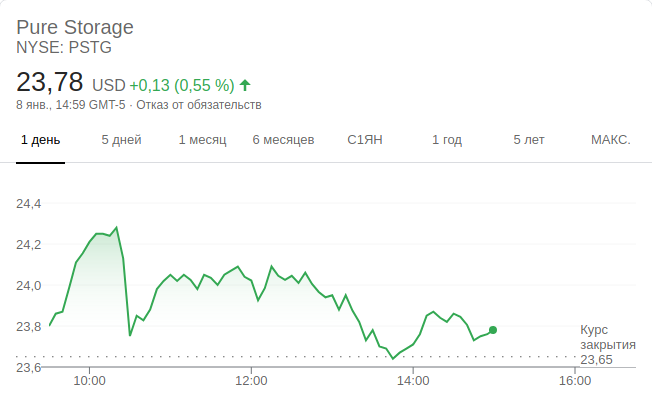 Pure Storage
NYSE: PSTG
23,78 USD +0,13 (0,55 %)
8 янв., 14:59 GMT-5 · Отказ от обязательств
1 день 5 дней 1 месяц 6 месяцев С1ЯН 1 год 5 лет МАКС.
24,4
24,2
24,0
23,8
23,6
Курс
закрытия
23,65
10:00 12:00 14:00 16:00